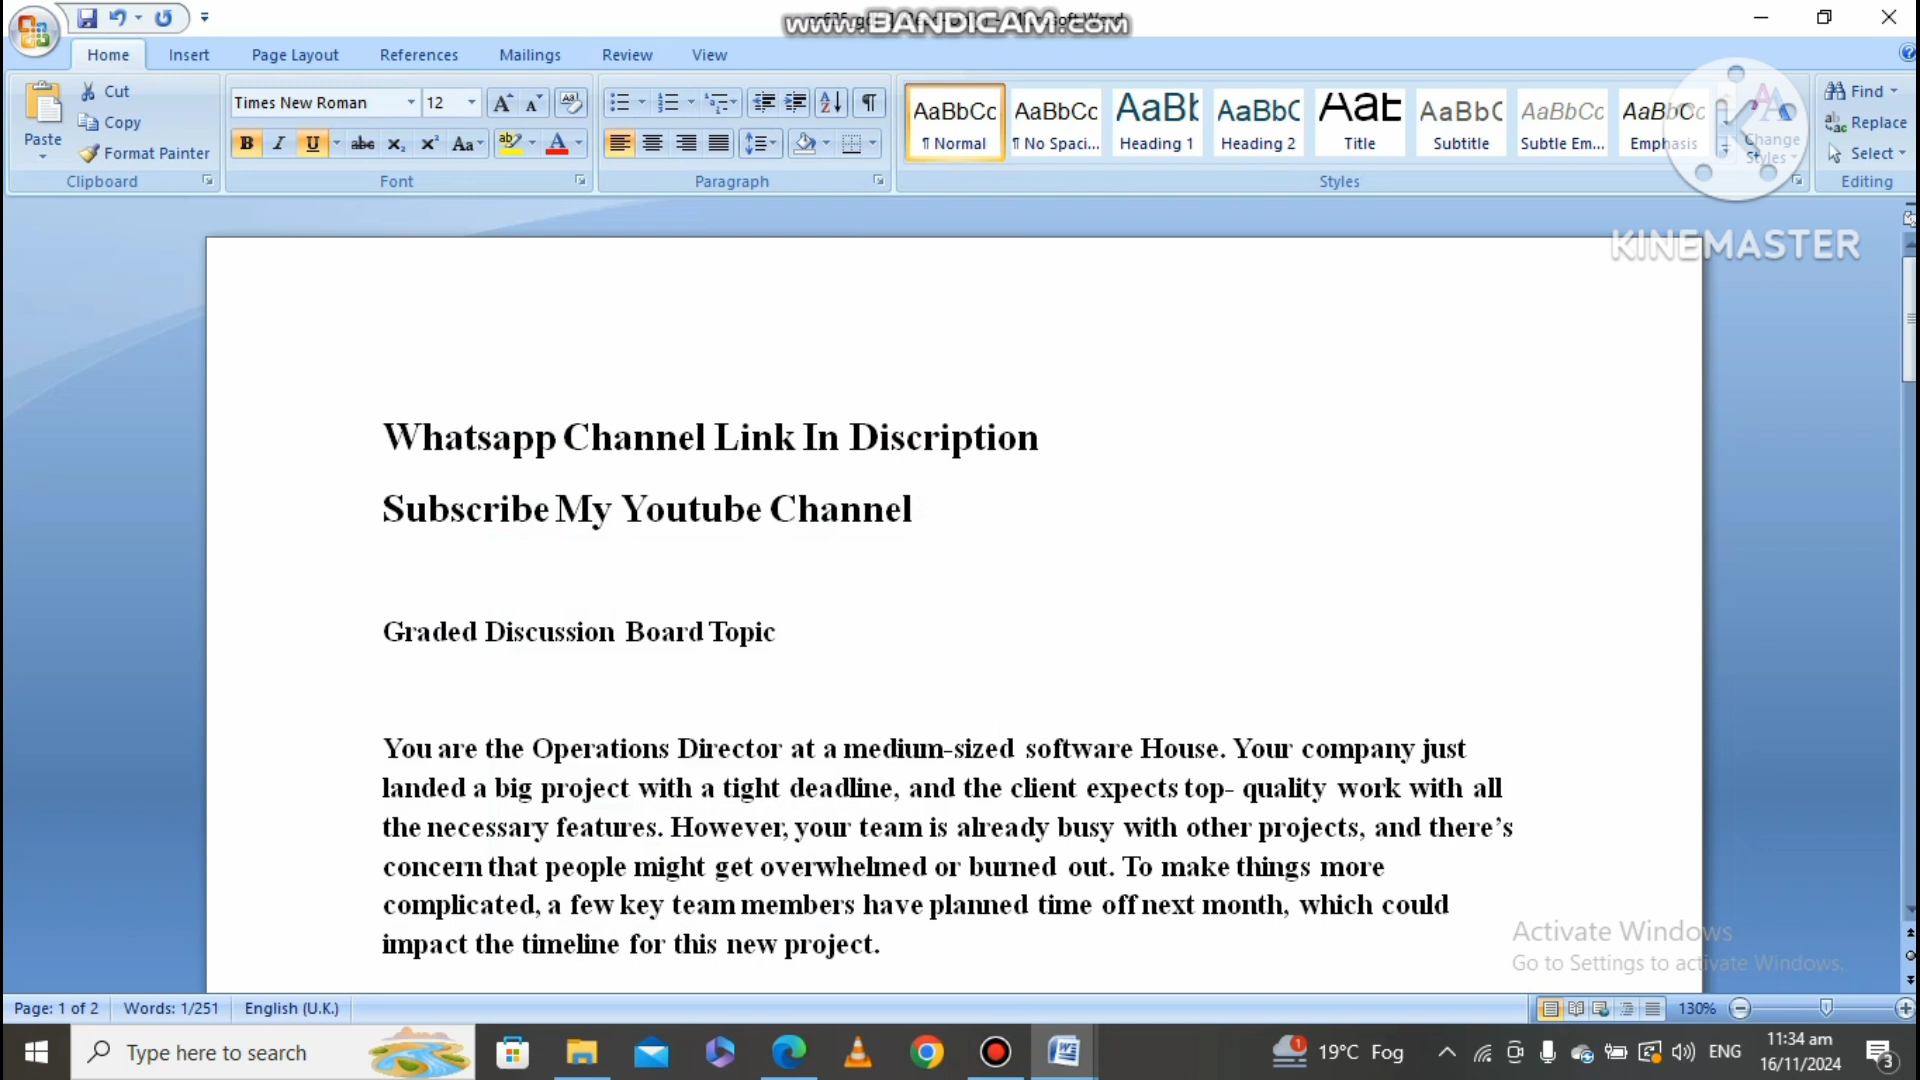 www.BANDICAM.com
Home Insert Page Layout References Mailings Review View
Paste
Cut
Copy
Format Painter
Clipboard
Times New Roman 12
Font
Paragraph
AaBbCc AaBbCc AaBb AaBbC AaB AaBbC AaBbCc AaBbCc
¶ Normal ¶ No Spaci... Heading 1 Heading 2 Title Subtitle Subtle Em... Emphasis
Change
Styles
Styles
Find
Replace
Select
Editing
KINEMASTER
Whatsapp Channel Link In Discription
Subscribe My Youtube Channel
Graded Discussion Board Topic
You are the Operations Director at a medium-sized software House. Your company just
landed a big project with a tight deadline, and the client expects top- quality work with all
the necessary features. However, your team is already busy with other projects, and there’s
concern that people might get overwhelmed or burned out. To make things more
complicated, a few key team members have planned time off next month, which could
impact the timeline for this new project.
Activate Windows
Go to Settings to activate Windows.
Page: 1 of 2 Words: 1/251 English (U.K.) 130%
Type here to search
19°C Fog
ENG
11:34 am
16/11/2024
3